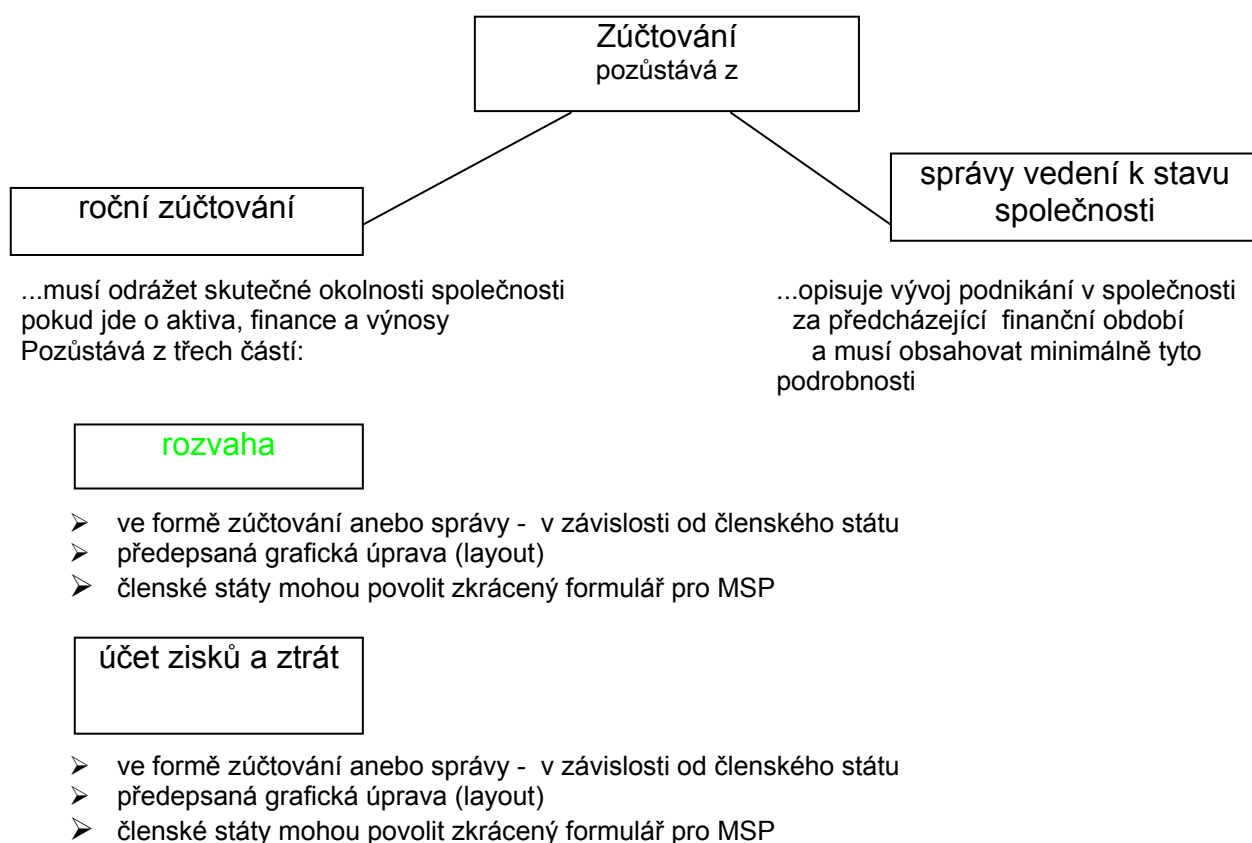 Zúčtování
pozůstává z
roční zúčtování
správy vedení k stavu
společnosti
...musí odrážet skutečné okolnosti společnosti
pokud jde o aktiva, finance a výnosy
Pozůstává z třech částí:
...opisuje vývoj podnikání v společnosti
za předcházející finanční období
a musí obsahovat minimálně tyto
podrobnosti
rozvaha
➢ ve formě zúčtování anebo správy - v závislosti od členského státu
➢ předepsaná grafická úprava (layout)
➢ členské státy mohou povolit zkrácený formulář pro MSP
účet zisků a ztrát
➢ ve formě zúčtování anebo správy - v závislosti od členského státu
➢ předepsaná grafická úprava (layout)
➢ členské státy mohou povolit zkrácený formulář pro MSP